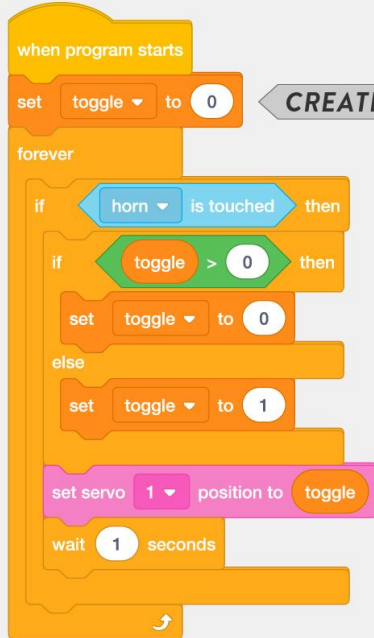 when program starts
set toggle to 0
forever
if horn is touched then
if toggle > 0 then
set toggle to 0
else
set toggle to 1
set servo 1 position to toggle
wait 1 seconds